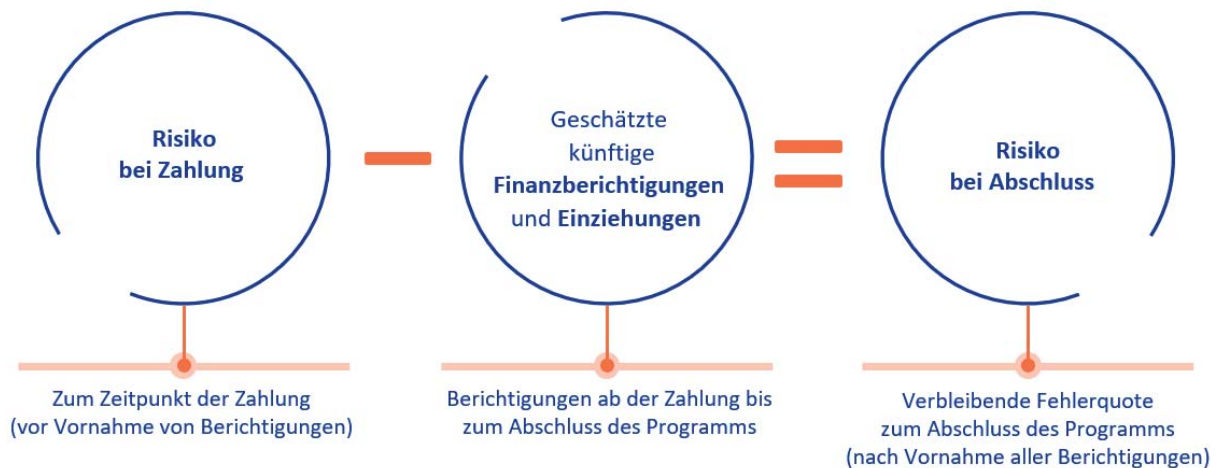 Risiko
bei Zahlung
Geschätzte
künftige
Finanzberichtigungen
und Einziehungen
Risiko
bei Abschluss
Zum Zeitpunkt der Zahlung
(vor Vornahme von Berichtigungen)
Berichtigungen ab der Zahlung bis
zum Abschluss des Programms
Verbleibende Fehlerquote
zum Abschluss des Programms
(nach Vornahme aller Berichtigungen)